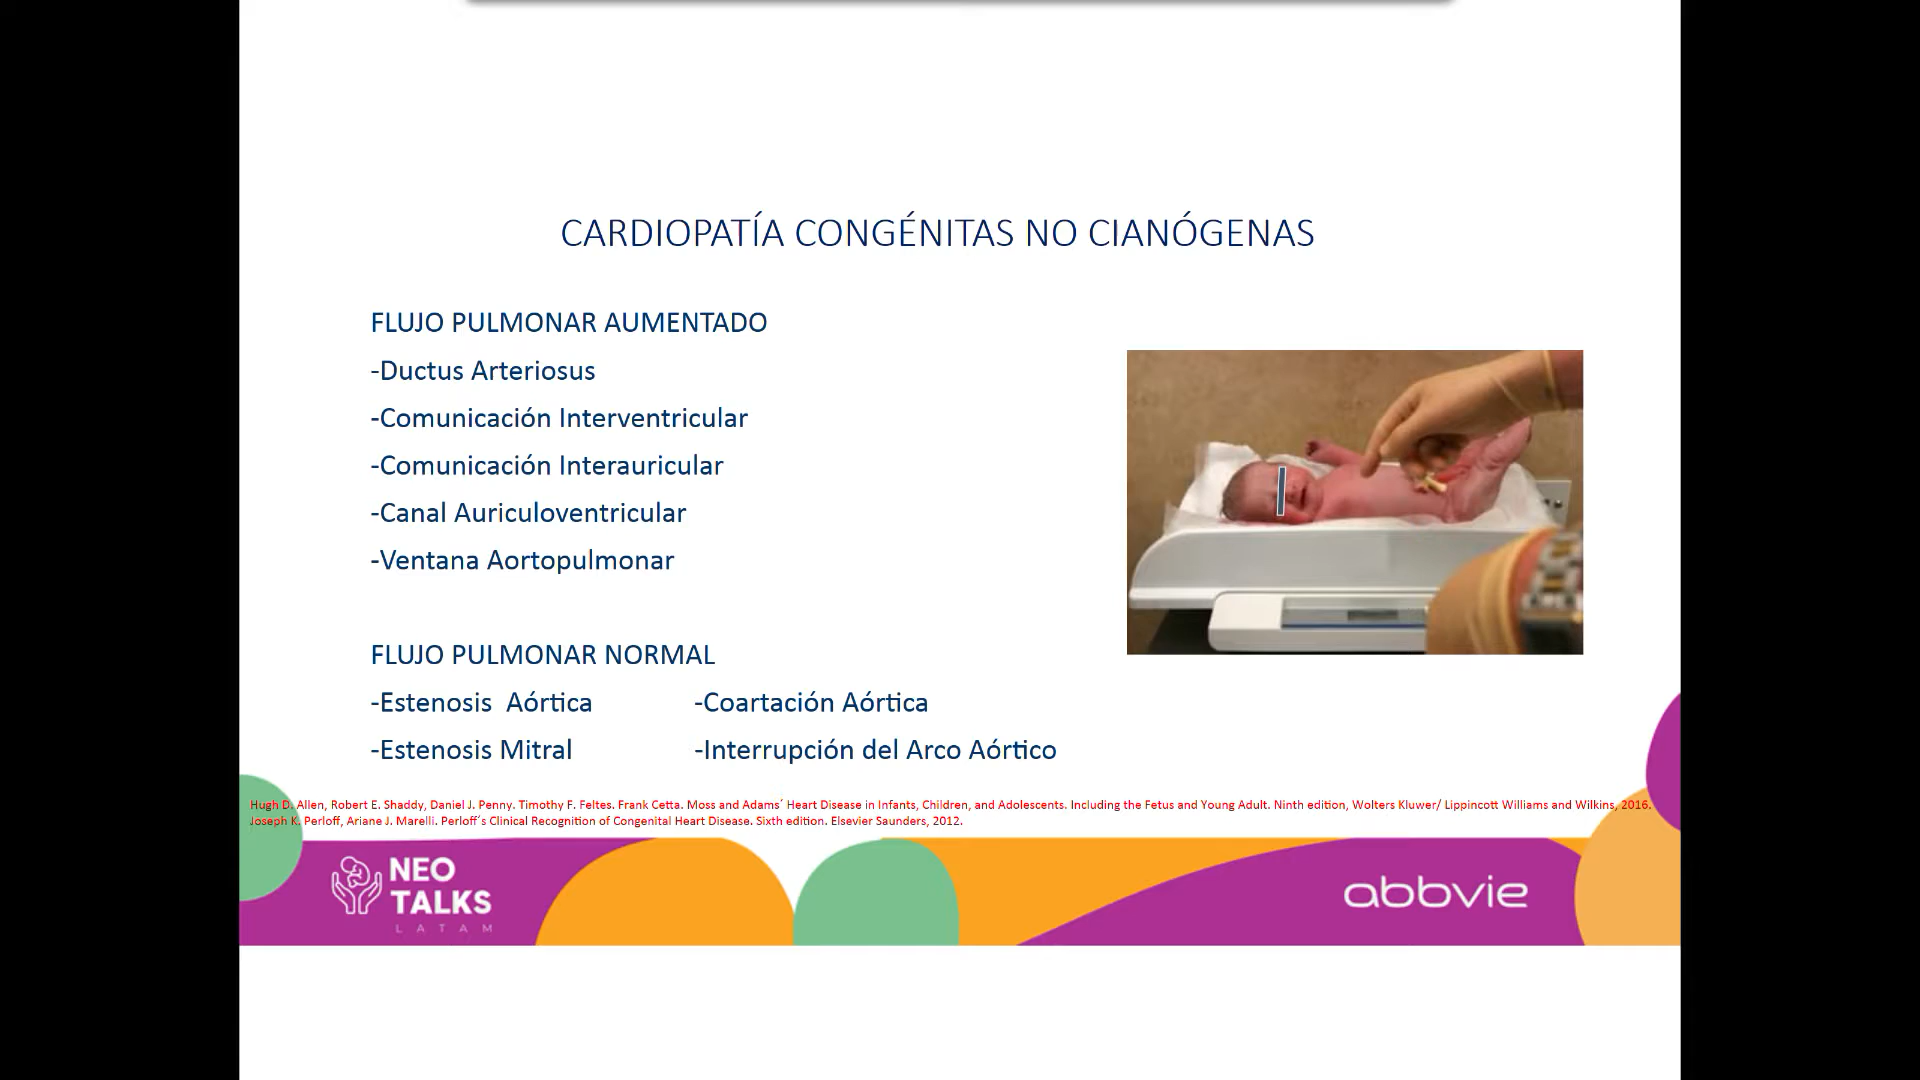 CARDIOPATÍA CONGÉNITAS NO CIANÓGENAS
FLUJO PULMONAR AUMENTADO
-Ductus Arteriosus
-Comunicación Interventricular
-Comunicación Interauricular
-Canal Auriculoventricular
-Ventana Aortopulmonar
FLUJO PULMONAR NORMAL
-Estenosis  Aórtica -Coartación Aórtica
-Estenosis Mitral -Interrupción del Arco Aórtico
Hugh D. Allen, Robert E. Shaddy, Daniel J. Penny. Timothy F. Feltes. Frank Cetta. Moss and Adams´ Heart Disease in Infants, Children, and Adolescents. Including the Fetus and Young Adult. Ninth edition, Wolters Kluwer/ Lippincott Williams and Wilkins, 2016.
Joseph K. Perloff, Ariane J. Marelli. Perloff´s Clinical Recognition of Congenital Heart Disease. Sixth edition. Elsevier Saunders, 2012.
NEO
TALKS
LATAM
abbvie